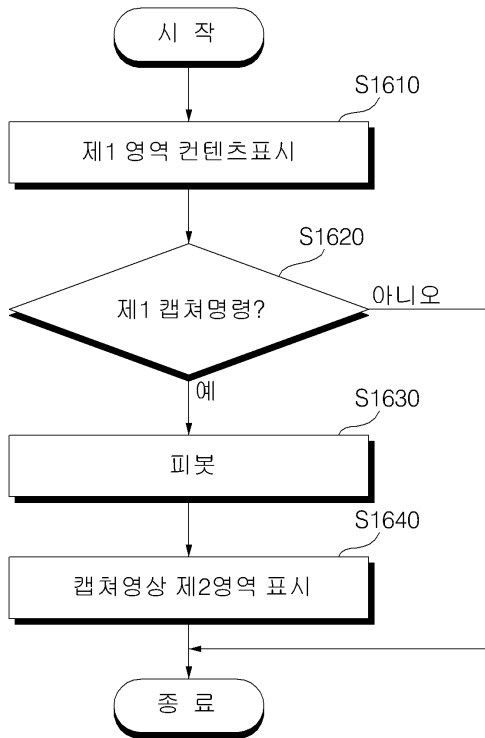 시 작
S1610
제1 영역 컨텐츠표시
S1620
제1 캡쳐명령?
아니오
예
S1630
피봇
S1640
캡쳐영상 제2영역 표시
종 료